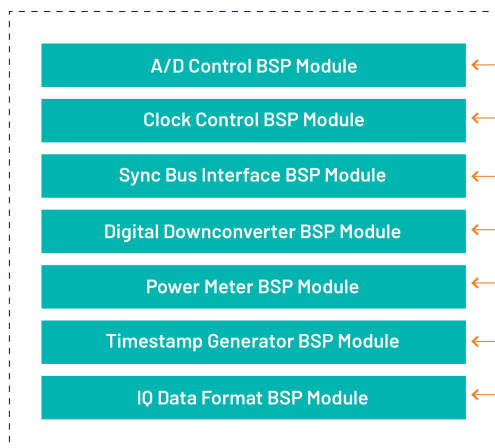 A/D Control BSP Module
Clock Control BSP Module
Sync Bus Interface BSP Module
Digital Downconverter BSP Module
Power Meter BSP Module
Timestamp Generator BSP Module
IQ Data Format BSP Module